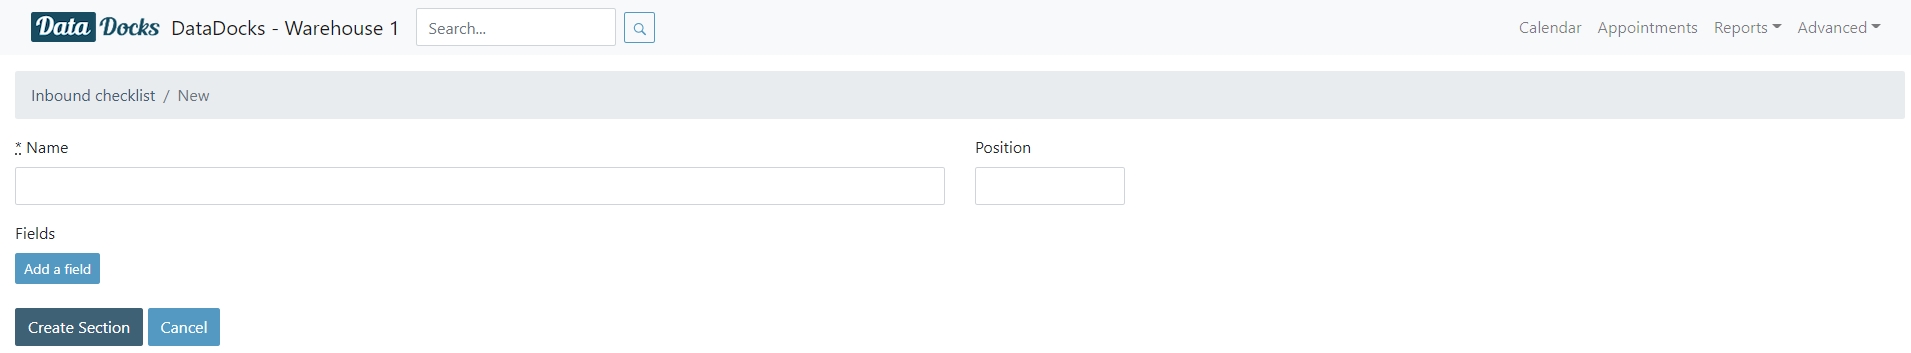 Data Docks DataDocks - Warehouse 1 Search... Calendar Appointments Reports Advanced
Inbound checklist / New
* Name Position
Fields
Add a field
Create Section Cancel